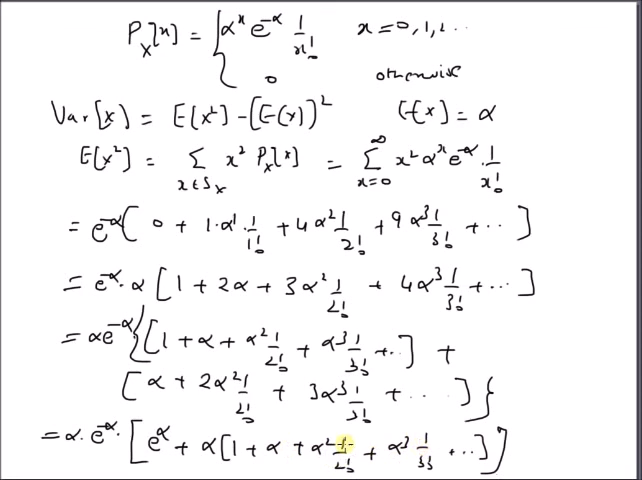 P_X[x] = { α^x e^-α 1/x! x = 0, 1, 2 ...
0 otherwise
Var[x] = E[x²] - [E(x)]² E[x] = α
E[x²] = Σ_{x∈S_X} x² P_X[x] = Σ_{x=0}^{∞} x² α^x e^-α · 1/x!
= e^-α [ 0 + 1·α¹·1/1! + 4α² 1/2! + 9α³ 1/3! + ·· ]
= e^-α · α [ 1 + 2α + 3α² 1/2! + 4α³ 1/3! + ··· ]
= αe^-α { [ 1 + α + α² 1/2! + α³ 1/3! + ·· ] +
[ α + 2α² 1/2! + 3α³ 1/3! + .... ] }
= α · e^-α · [ e^α + α [ 1 + α + α² 1/2! + α³ 1/3! + ··· ] ]